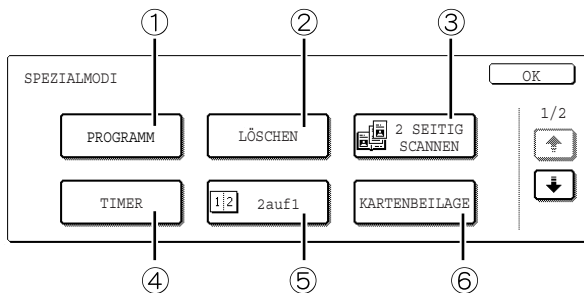 ① ② ③
SPEZIALMODI
OK
PROGRAMM
LÖSCHEN
2 SEITIG
SCANNEN
1/2
TIMER
1 2 2auf1
KARTENBEILAGE
④ ⑤ ⑥